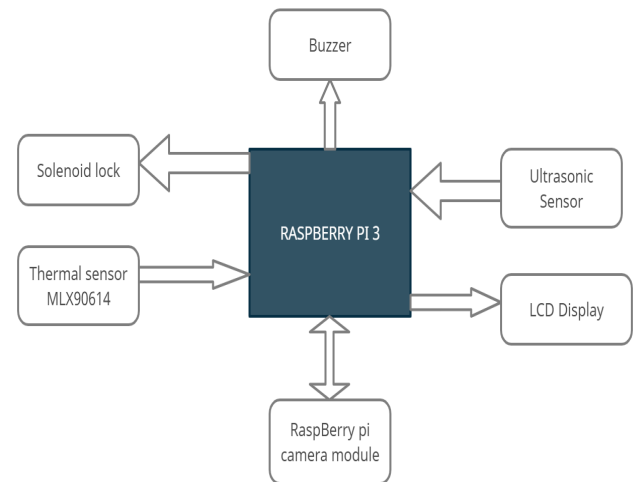 Buzzer
Solenoid lock
Ultrasonic
Sensor
RASPBERRY PI 3
Thermal sensor
MLX90614
LCD Display
RaspBerry pi
camera module